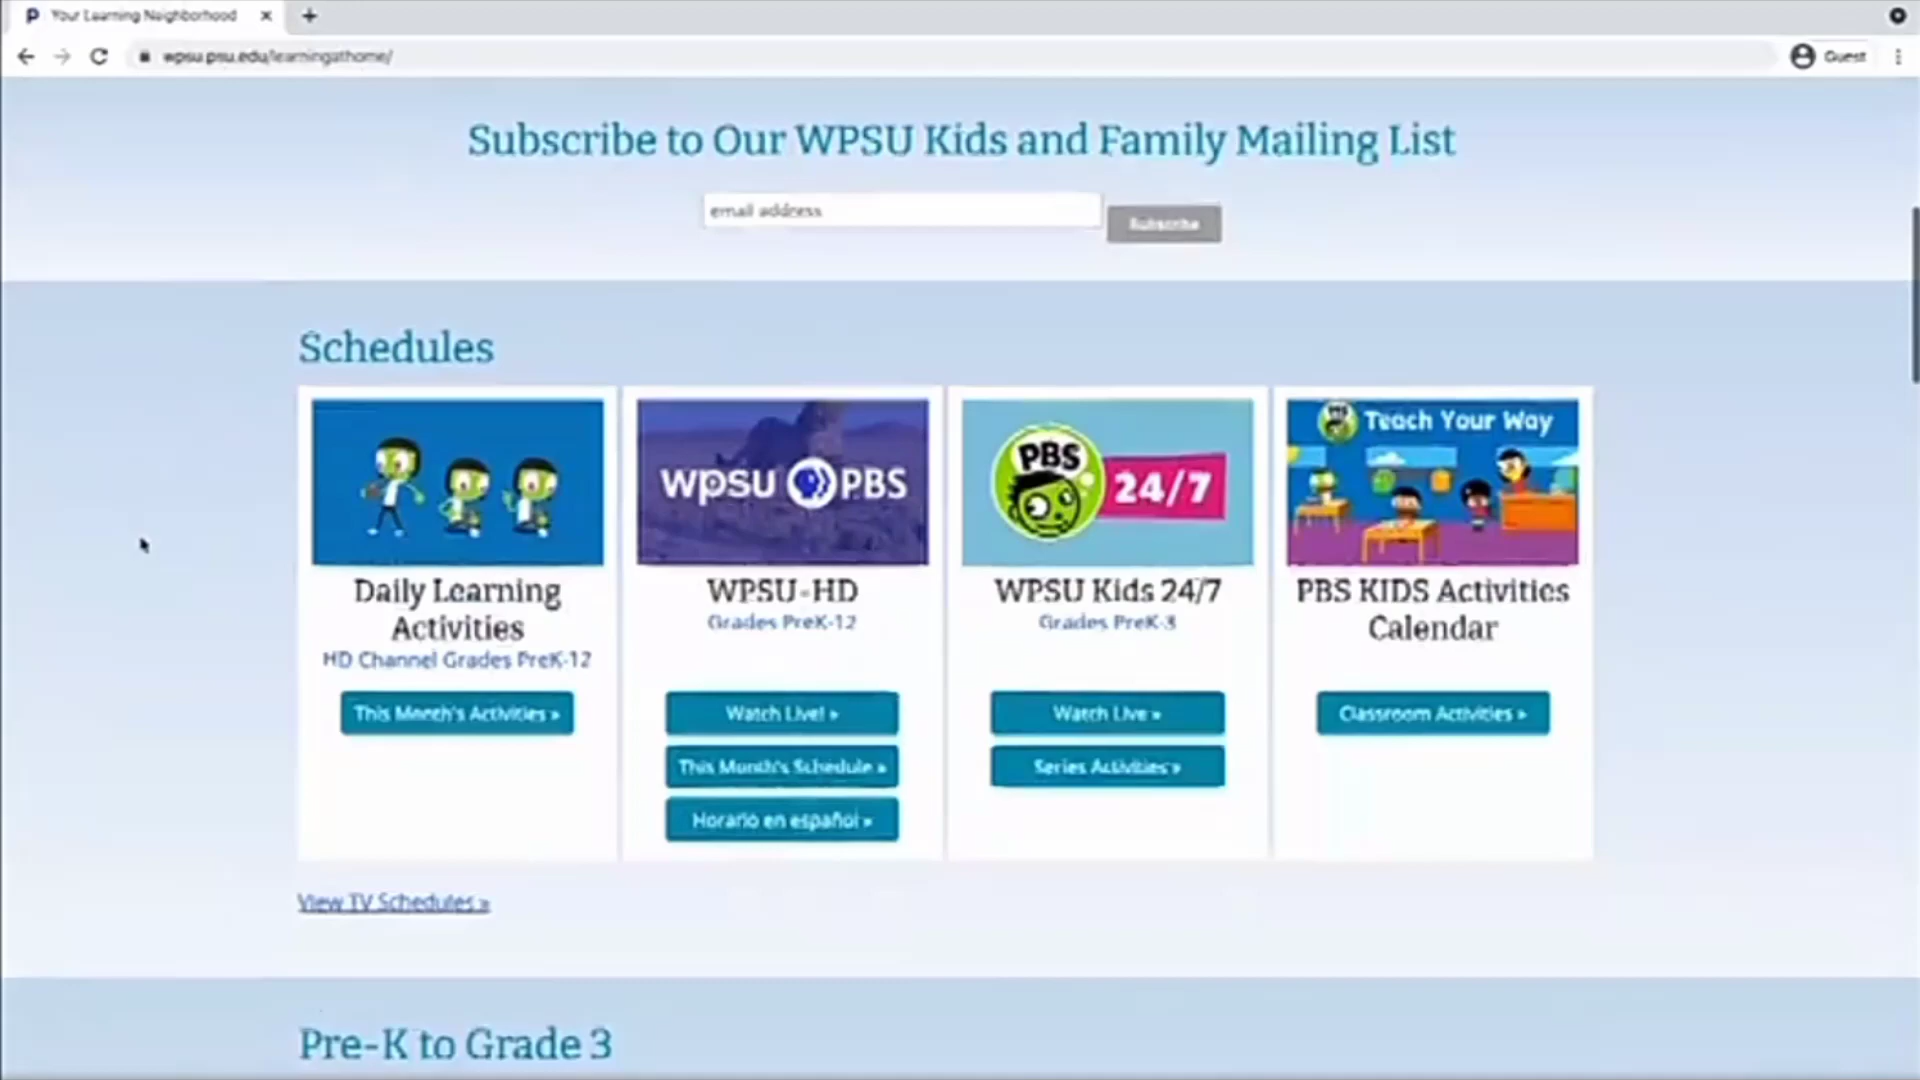 Your Learning Neighborhood
wpsu.psu.edu/learningathome/
Guest
Subscribe to Our WPSU Kids and Family Mailing List
email address
Subscribe
Schedules
WPSU PBS
PBS 24/7
Teach Your Way
Daily Learning
Activities
HD Channel Grades PreK-12
This Month's Activities »
WPSU-HD
Grades PreK-12
Watch Live! »
This Month's Schedule »
Horario en español »
WPSU Kids 24/7
Grades PreK-3
Watch Live »
Series Activities »
PBS KIDS Activities
Calendar
Classroom Activities »
View TV Schedules »
Pre-K to Grade 3